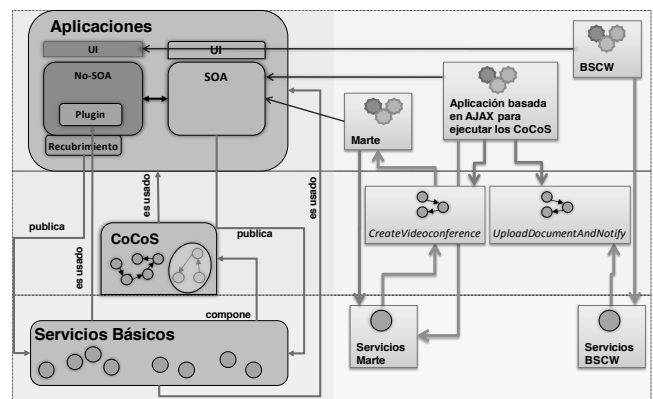 Aplicaciones
UI
UI
No-SOA
SOA
Plugin
Recubrimiento
BSCW
Aplicación basada
en AJAX para
ejecutar los CoCoS
Marte
publica
es usado
es usado
CoCoS
publica
es usado
CreateVideoconference
UploadDocumentAndNotify
compone
Servicios Básicos
Servicios
Marte
Servicios
BSCW